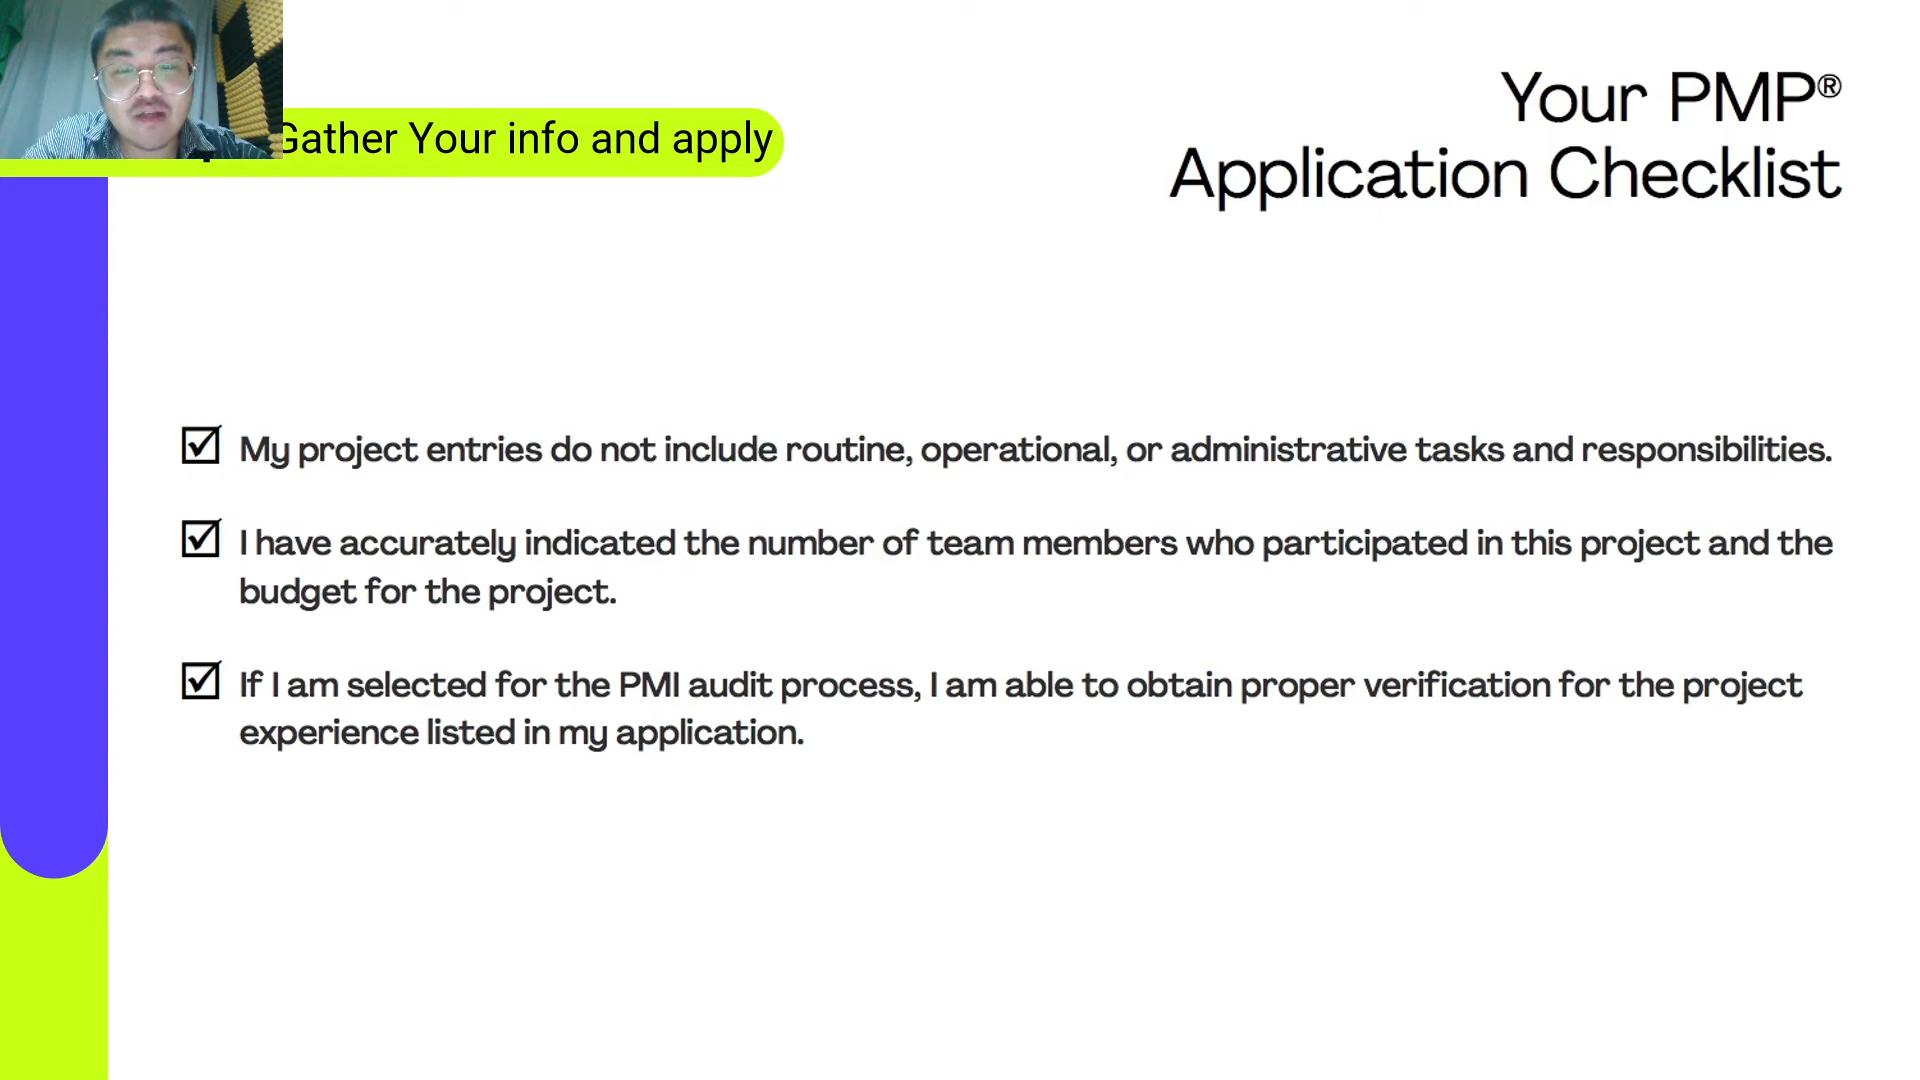 Gather Your info and apply
Your PMP®
Application Checklist
My project entries do not include routine, operational, or administrative tasks and responsibilities.
I have accurately indicated the number of team members who participated in this project and the
budget for the project.
If I am selected for the PMI audit process, I am able to obtain proper verification for the project
experience listed in my application.